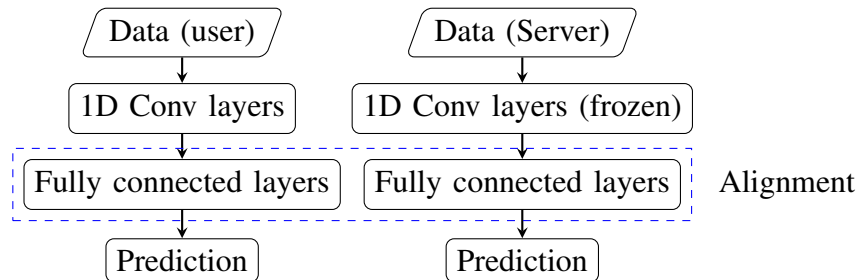 Data (user)
Data (Server)
1D Conv layers
1D Conv layers (frozen)
Fully connected layers
Fully connected layers
Alignment
Prediction
Prediction